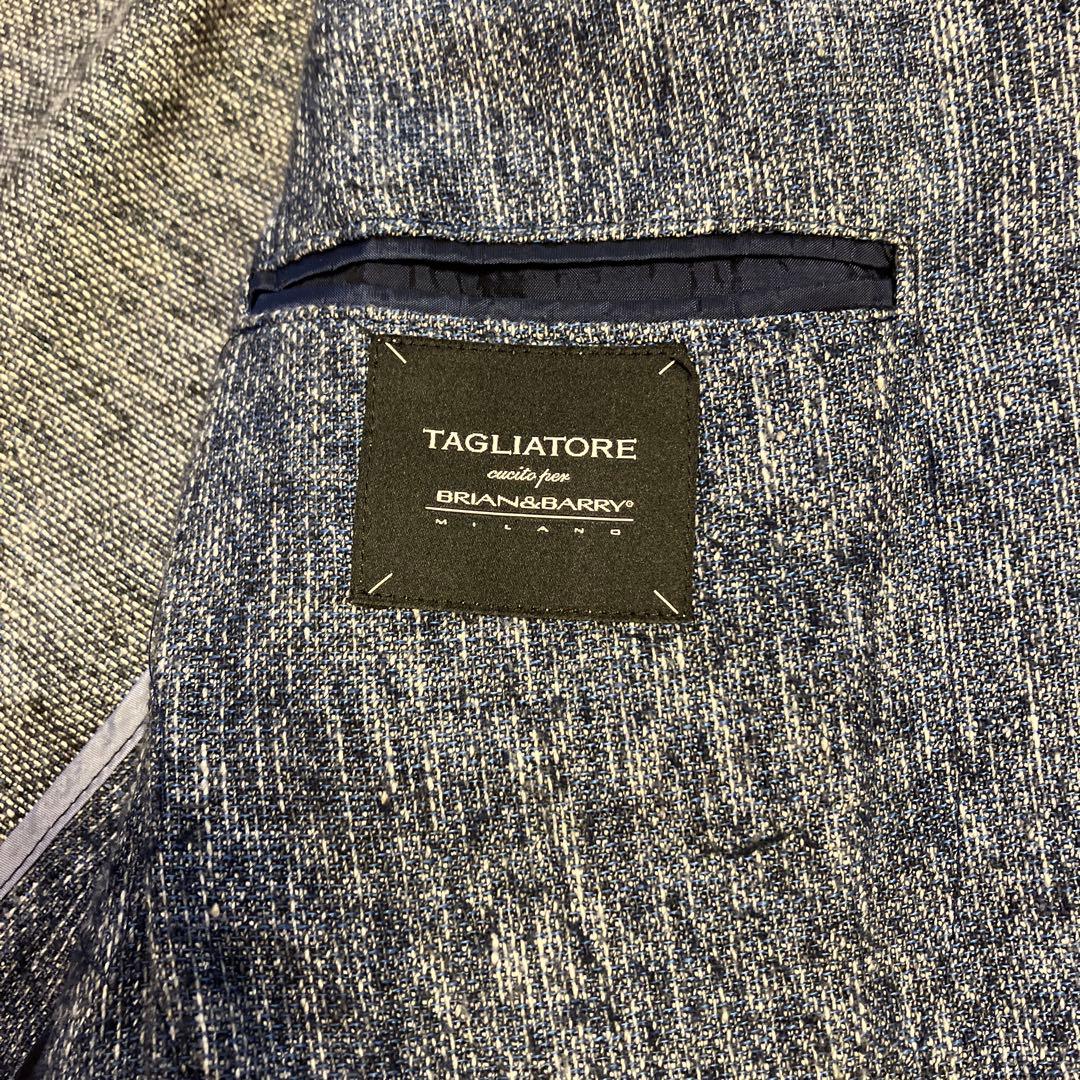 TAGLIATORE
cucito per
BRIAN&BARRY®
MILANO